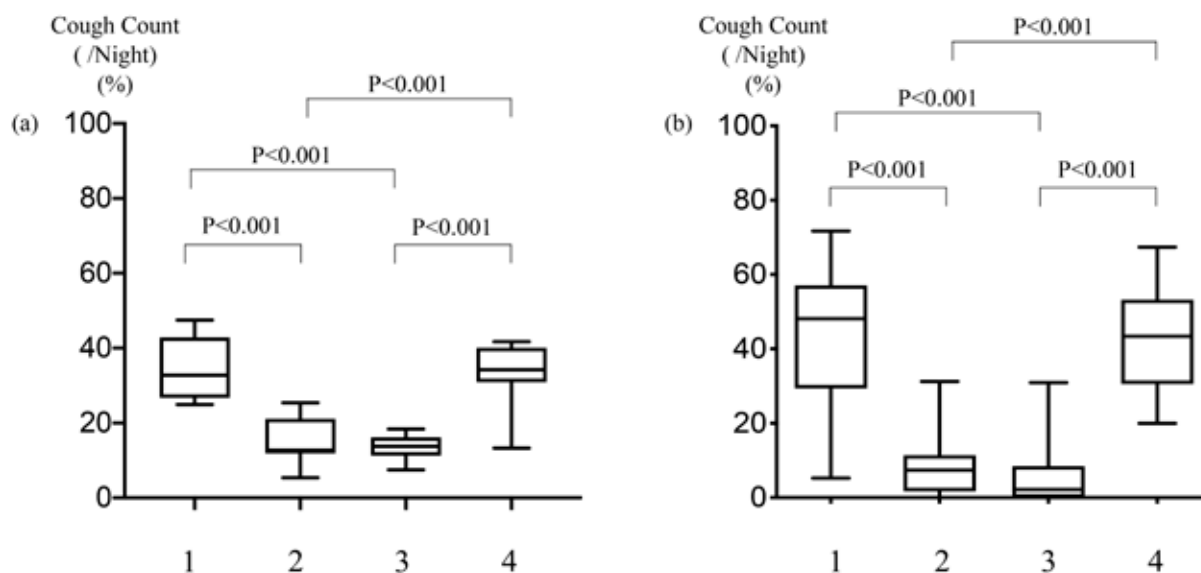 Cough Count
( /Night)
(%)
(a)
P<0.001
P<0.001
P<0.001
P<0.001
100
80
60
40
20
0
1 2 3 4
Cough Count
( /Night)
(%)
(b)
P<0.001
P<0.001
P<0.001
P<0.001
100
80
60
40
20
0
1 2 3 4